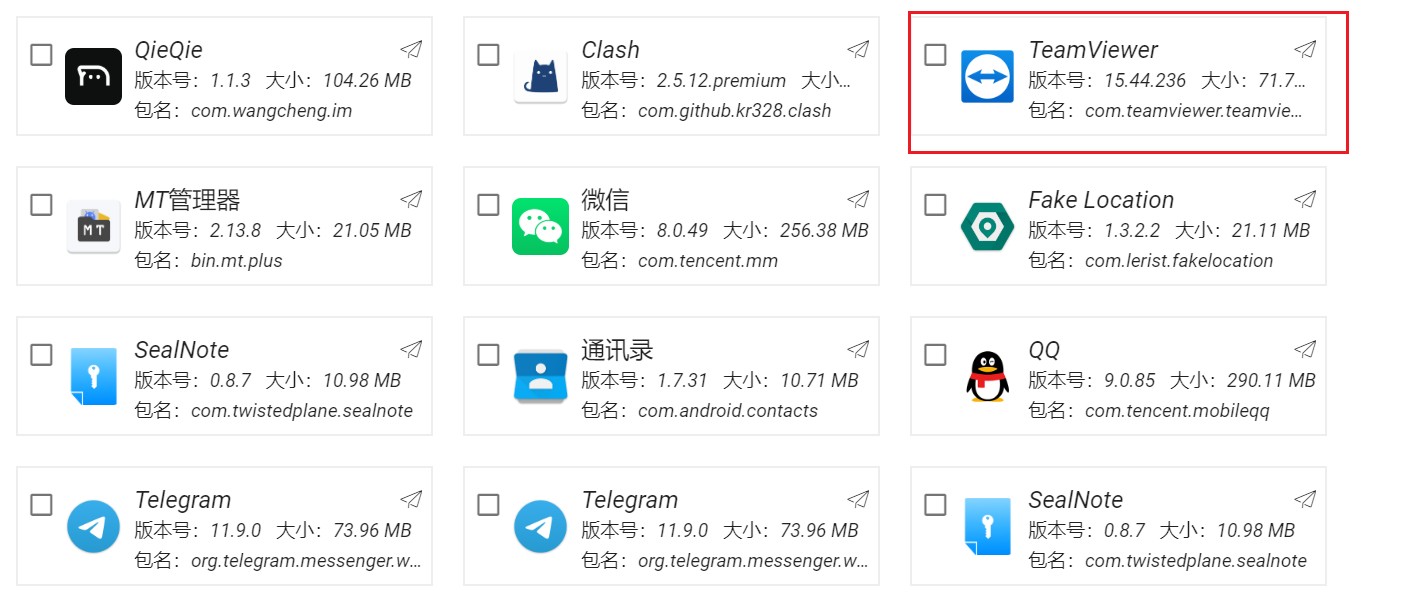 QieQie
版本号：1.1.3 大小：104.26 MB
包名：com.wangcheng.im
Clash
版本号：2.5.12.premium 大小...
包名：com.github.kr328.clash
TeamViewer
版本号：15.44.236 大小：71.7...
包名：com.teamviewer.teamvie...
MT管理器
版本号：2.13.8 大小：21.05 MB
包名：bin.mt.plus
微信
版本号：8.0.49 大小：256.38 MB
包名：com.tencent.mm
Fake Location
版本号：1.3.2.2 大小：21.11 MB
包名：com.lerist.fakelocation
SealNote
版本号：0.8.7 大小：10.98 MB
包名：com.twistedplane.sealnote
通讯录
版本号：1.7.31 大小：10.71 MB
包名：com.android.contacts
QQ
版本号：9.0.85 大小：290.11 MB
包名：com.tencent.mobileqq
Telegram
版本号：11.9.0 大小：73.96 MB
包名：org.telegram.messenger.w...
Telegram
版本号：11.9.0 大小：73.96 MB
包名：org.telegram.messenger.w...
SealNote
版本号：0.8.7 大小：10.98 MB
包名：com.twistedplane.sealnote
MT